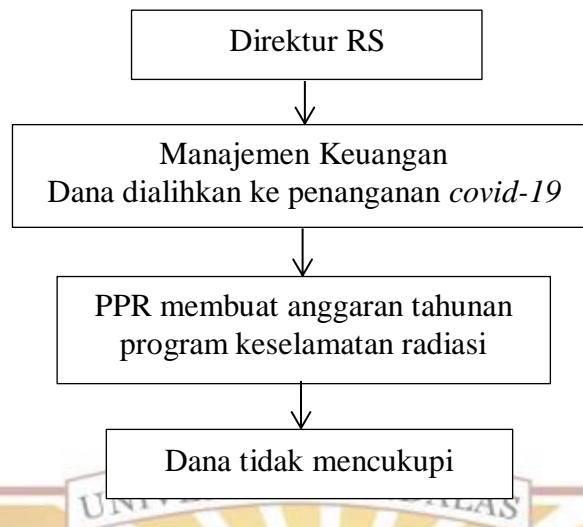 Direktur RS
Manajemen Keuangan
Dana dialihkan ke penanganan covid-19
PPR membuat anggaran tahunan
program keselamatan radiasi
Dana tidak mencukupi